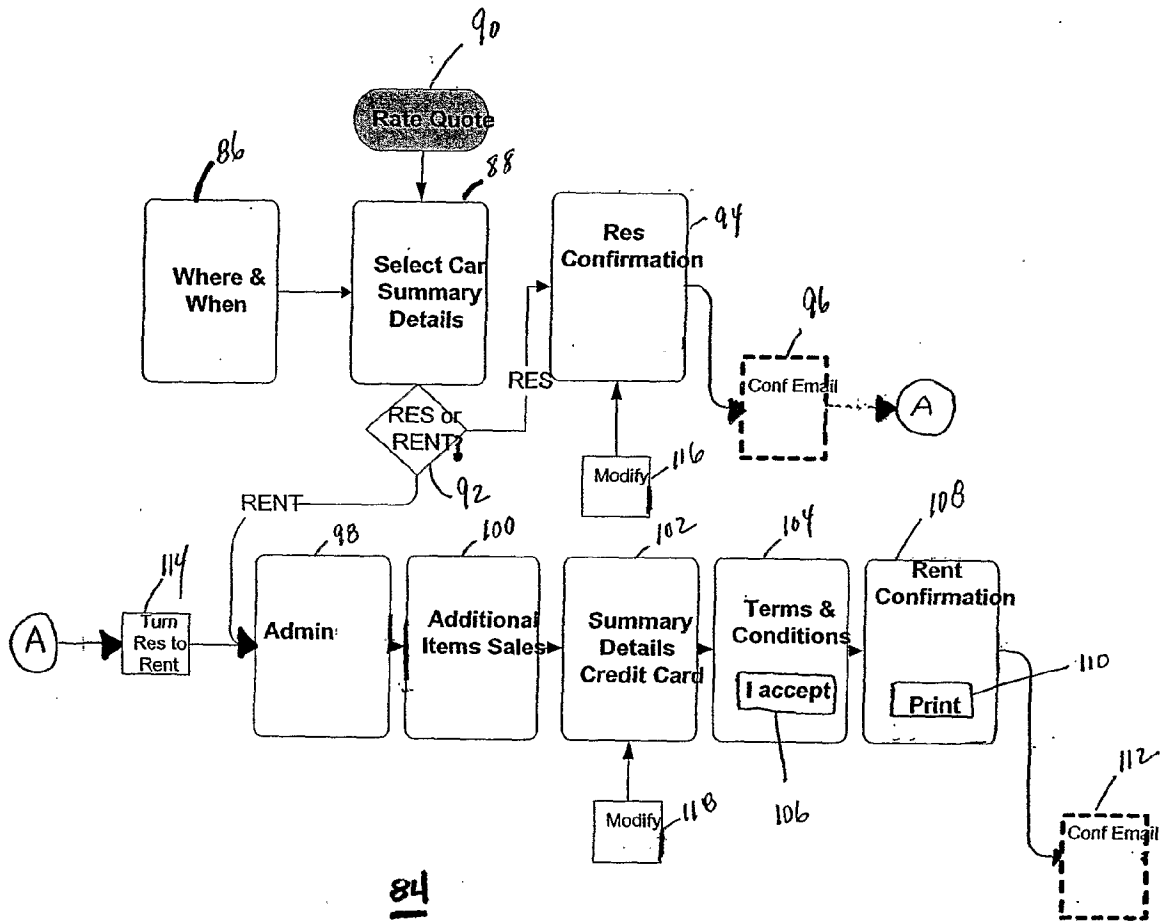 90
Rate Quote
86
88
Where &
When
Select Car
Summary
Details
Res
Confirmation
94
96
Conf Email
A
RES
RES or
RENT?
92
Modify
116
RENT
A
114
Turn
Res to
Rent
98
Admin
100
Additional
Items Sales
102
Summary
Details
Credit Card
104
Terms &
Conditions
I accept
106
108
Rent
Confirmation
Print
110
Modify
118
112
Conf Email
84